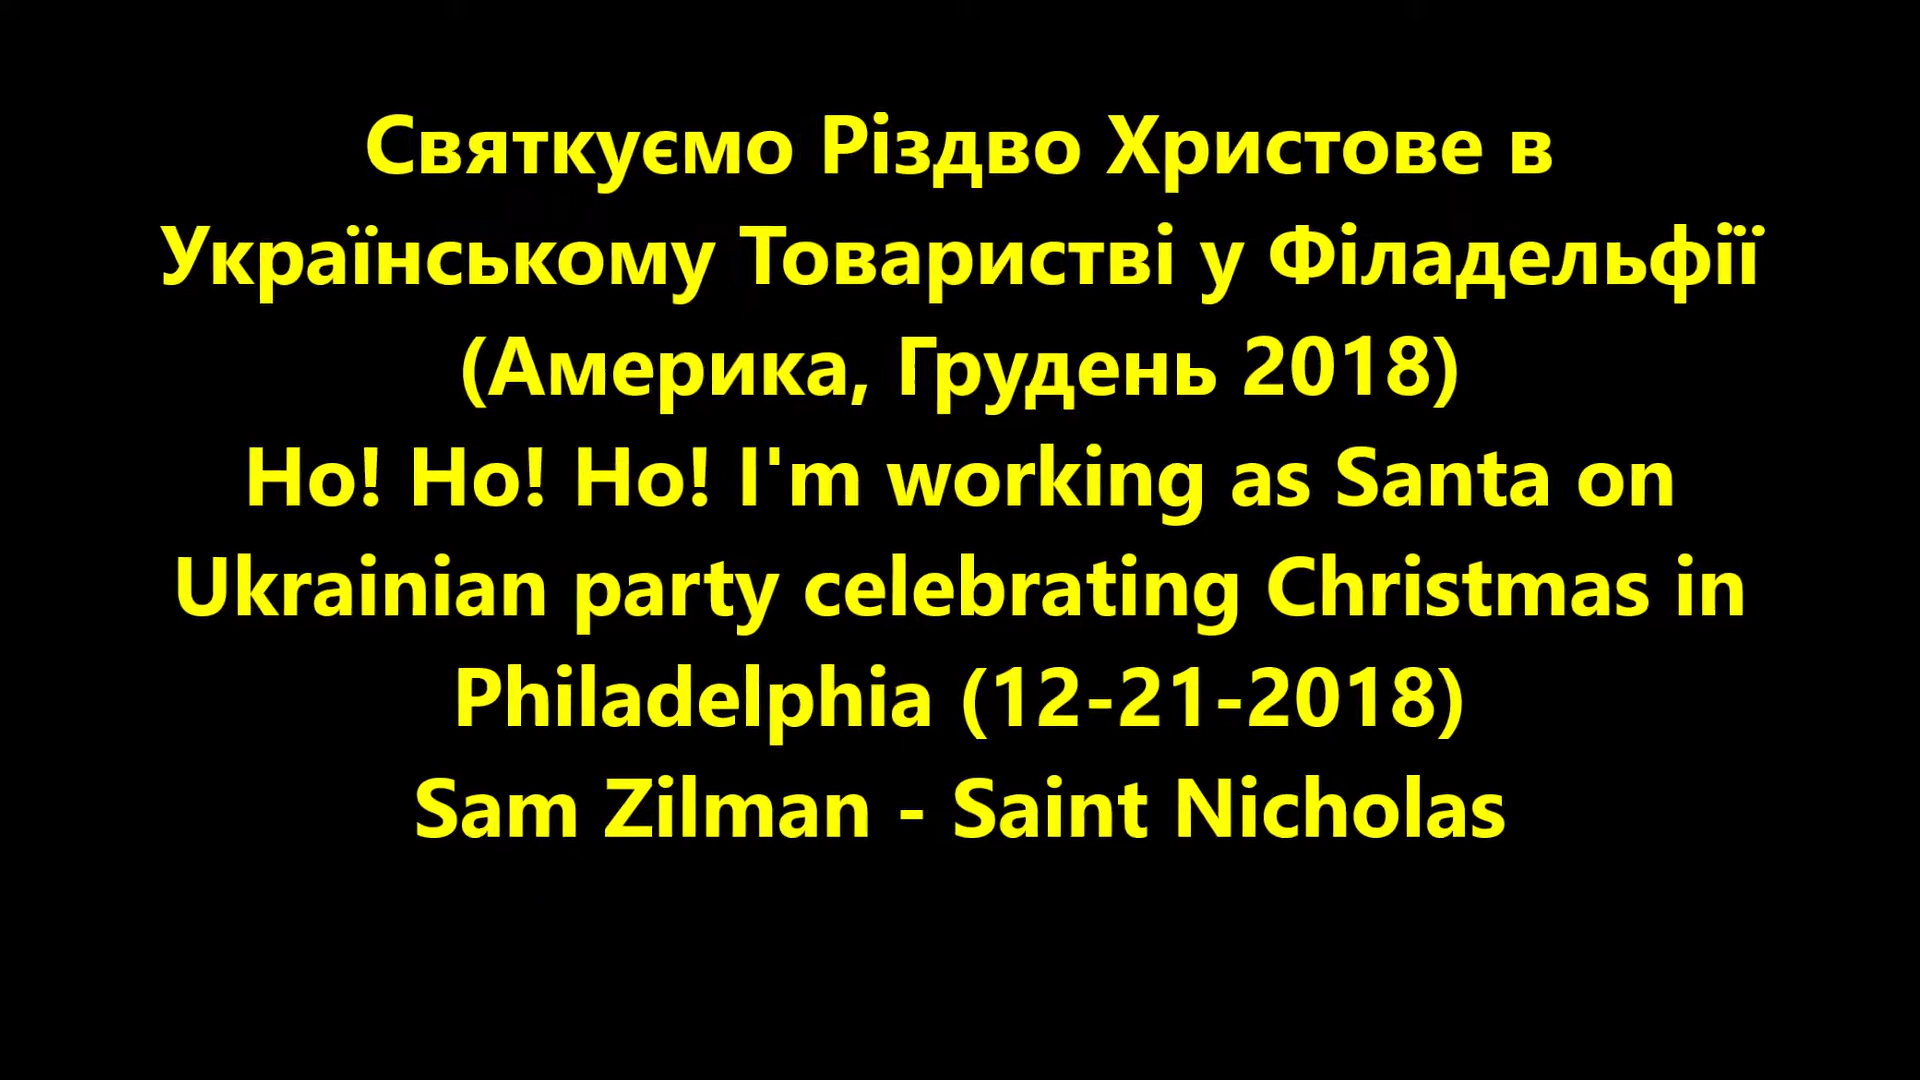 Святкуємо Різдво Христове в
Українському Товаристві у Філадельфїї
(Америка, Грудень 2018)
Ho! Ho! Ho! I'm working as Santa on
Ukrainian party celebrating Christmas in
Philadelphia (12-21-2018)
Sam Zilman - Saint Nicholas